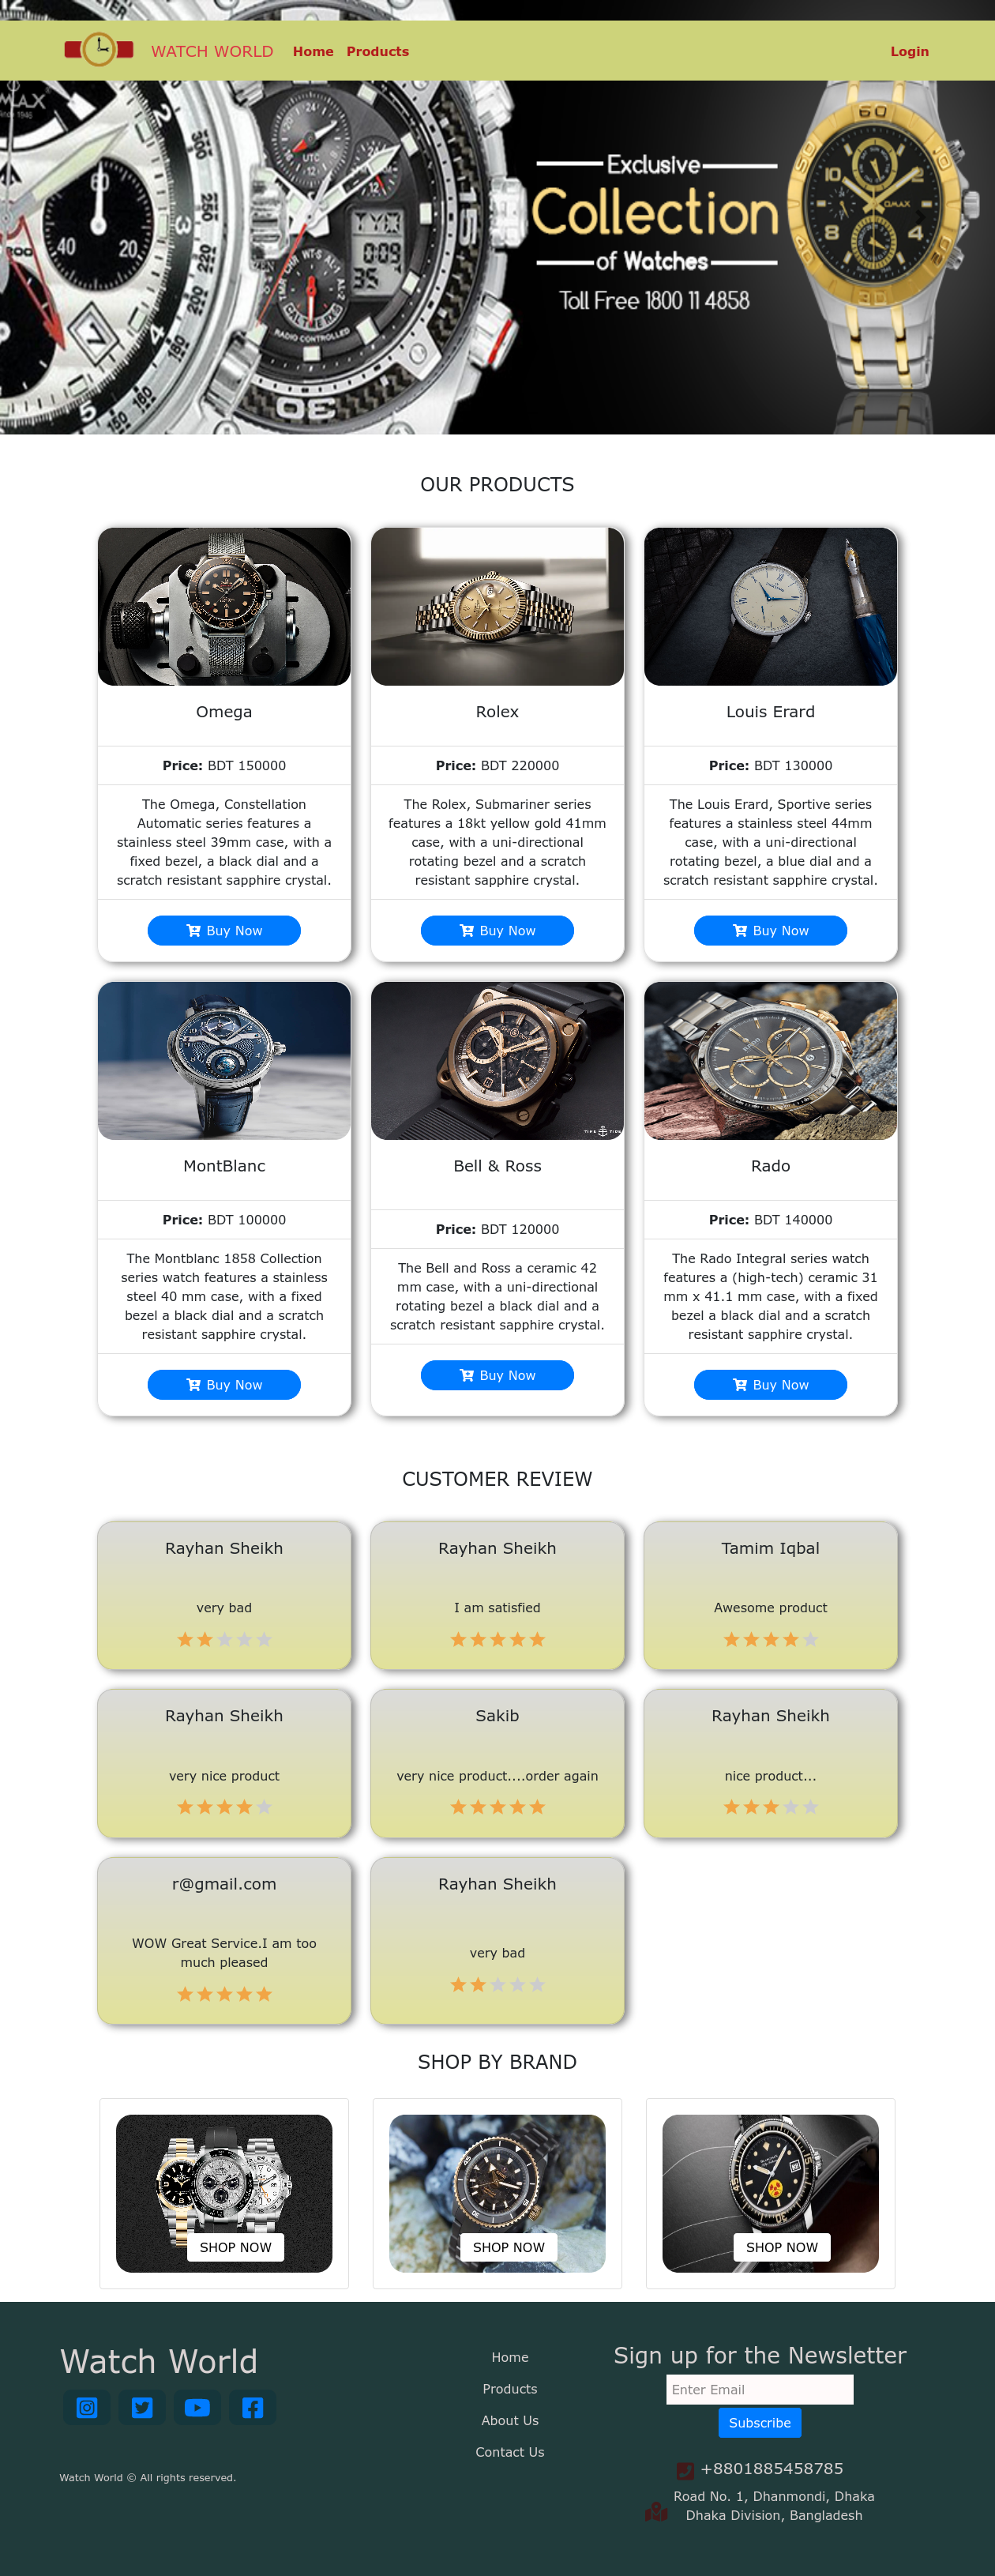 WATCH WORLD
Home
Products
Login
Exclusive
Collection
of Watches
Toll Free 1800 11 4858
OUR PRODUCTS
Omega
Price: BDT 150000
The Omega, Constellation
Automatic series features a
stainless steel 39mm case, with a
fixed bezel, a black dial and a
scratch resistant sapphire crystal.
Buy Now
Rolex
Price: BDT 220000
The Rolex, Submariner series
features a 18kt yellow gold 41mm
case, with a uni-directional
rotating bezel and a scratch
resistant sapphire crystal.
Buy Now
Louis Erard
Price: BDT 130000
The Louis Erard, Sportive series
features a stainless steel 44mm
case, with a uni-directional
rotating bezel, a blue dial and a
scratch resistant sapphire crystal.
Buy Now
MontBlanc
Price: BDT 100000
The Montblanc 1858 Collection
series watch features a stainless
steel 40 mm case, with a fixed
bezel a black dial and a scratch
resistant sapphire crystal.
Buy Now
Bell & Ross
Price: BDT 120000
The Bell and Ross a ceramic 42
mm case, with a uni-directional
rotating bezel a black dial and a
scratch resistant sapphire crystal.
Buy Now
Rado
Price: BDT 140000
The Rado Integral series watch
features a (high-tech) ceramic 31
mm x 41.1 mm case, with a fixed
bezel a black dial and a scratch
resistant sapphire crystal.
Buy Now
CUSTOMER REVIEW
Rayhan Sheikh
very bad
Rayhan Sheikh
I am satisfied
Tamim Iqbal
Awesome product
Rayhan Sheikh
very nice product
Sakib
very nice product....order again
Rayhan Sheikh
nice product...
r@gmail.com
WOW Great Service.I am too
much pleased
Rayhan Sheikh
very bad
SHOP BY BRAND
SHOP NOW
SHOP NOW
SHOP NOW
Watch World
Watch World © All rights reserved.
Home
Products
About Us
Contact Us
Sign up for the Newsletter
Enter Email
Subscribe
+8801885458785
Road No. 1, Dhanmondi, Dhaka
Dhaka Division, Bangladesh